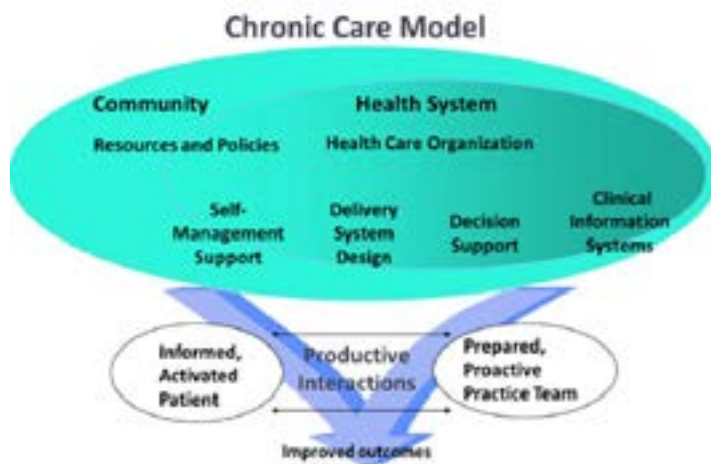 Chronic Care Model
Community
Health System
Resources and Policies
Health Care Organization
Self-
Management
Support
Delivery
System
Design
Decision
Support
Clinical
Information
Systems
Informed,
Activated
Patient
Productive
Interactions
Prepared,
Proactive
Practice Team
Improved outcomes